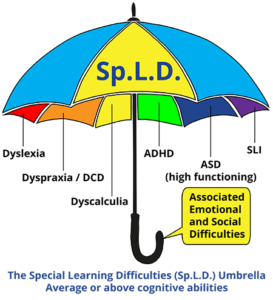 Sp.L.D.
Dyslexia
Dyspraxia / DCD
Dyscalculia
ADHD
ASD
(high functioning)
SLI
Associated
Emotional
and Social
Difficulties
The Special Learning Difficulties (Sp.L.D.) Umbrella
Average or above cognitive abilities